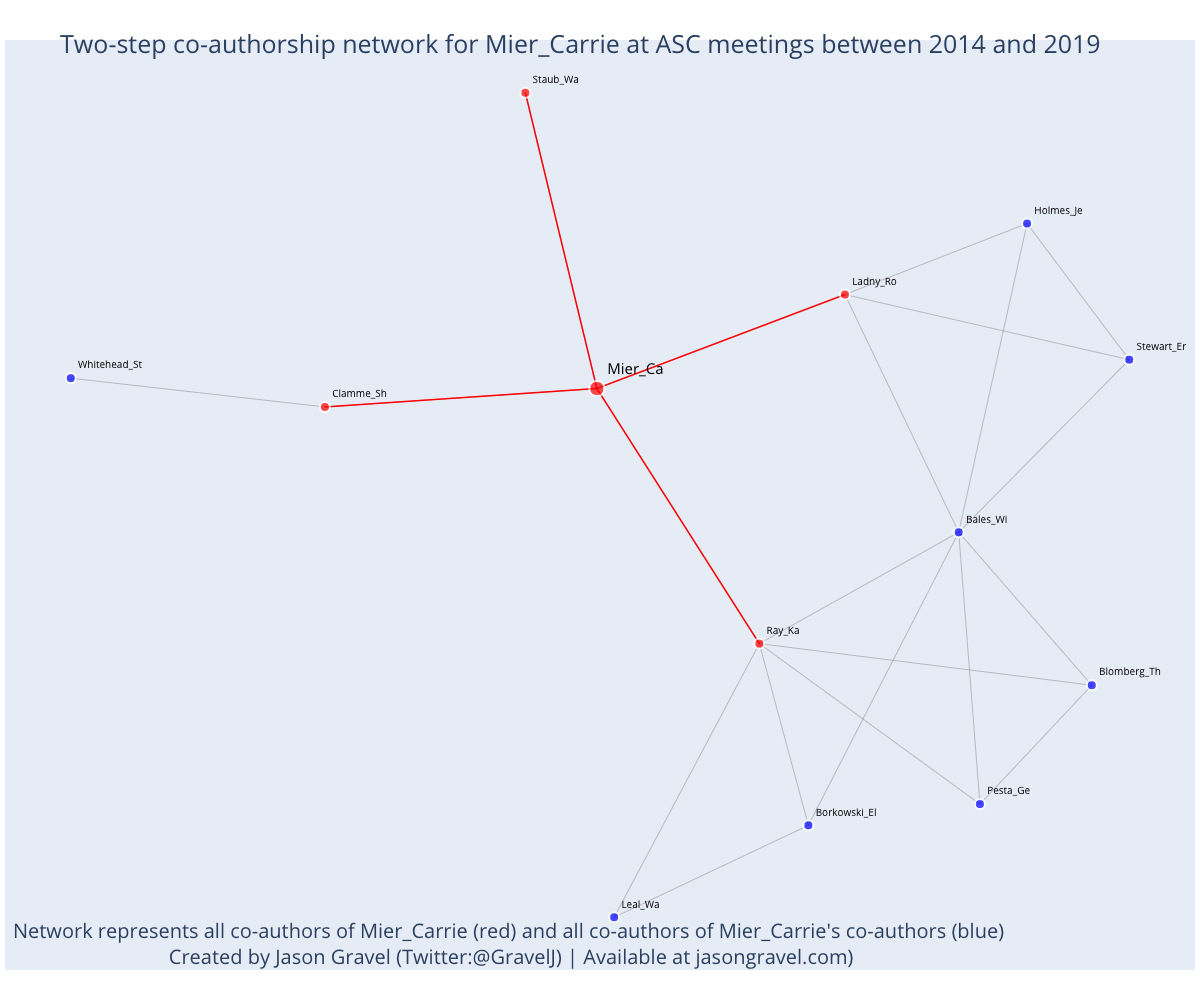 Two-step co-authorship network for Mier_Carrie at ASC meetings between 2014 and 2019
Staub_Wa
Holmes_Je
Ladny_Ro
Stewart_Er
Whitehead_St
Mier_Ca
Clamme_Sh
Bales_Wi
Ray_Ka
Blomberg_Th
Pesta_Ge
Borkowski_El
Leal_Wa
Network represents all co-authors of Mier_Carrie (red) and all co-authors of Mier_Carrie's co-authors (blue)
Created by Jason Gravel (Twitter:@GravelJ) | Available at jasongravel.com)